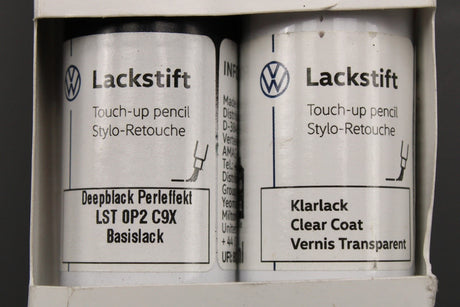 Lackstift
Touch-up pencil
Stylo-Retouche
Deepblack Perleffekt
LST 0P2 C9X
Basislack
Lackstift
Touch-up pencil
Stylo-Retouche
Klarlack
Clear Coat
Vernis Transparent